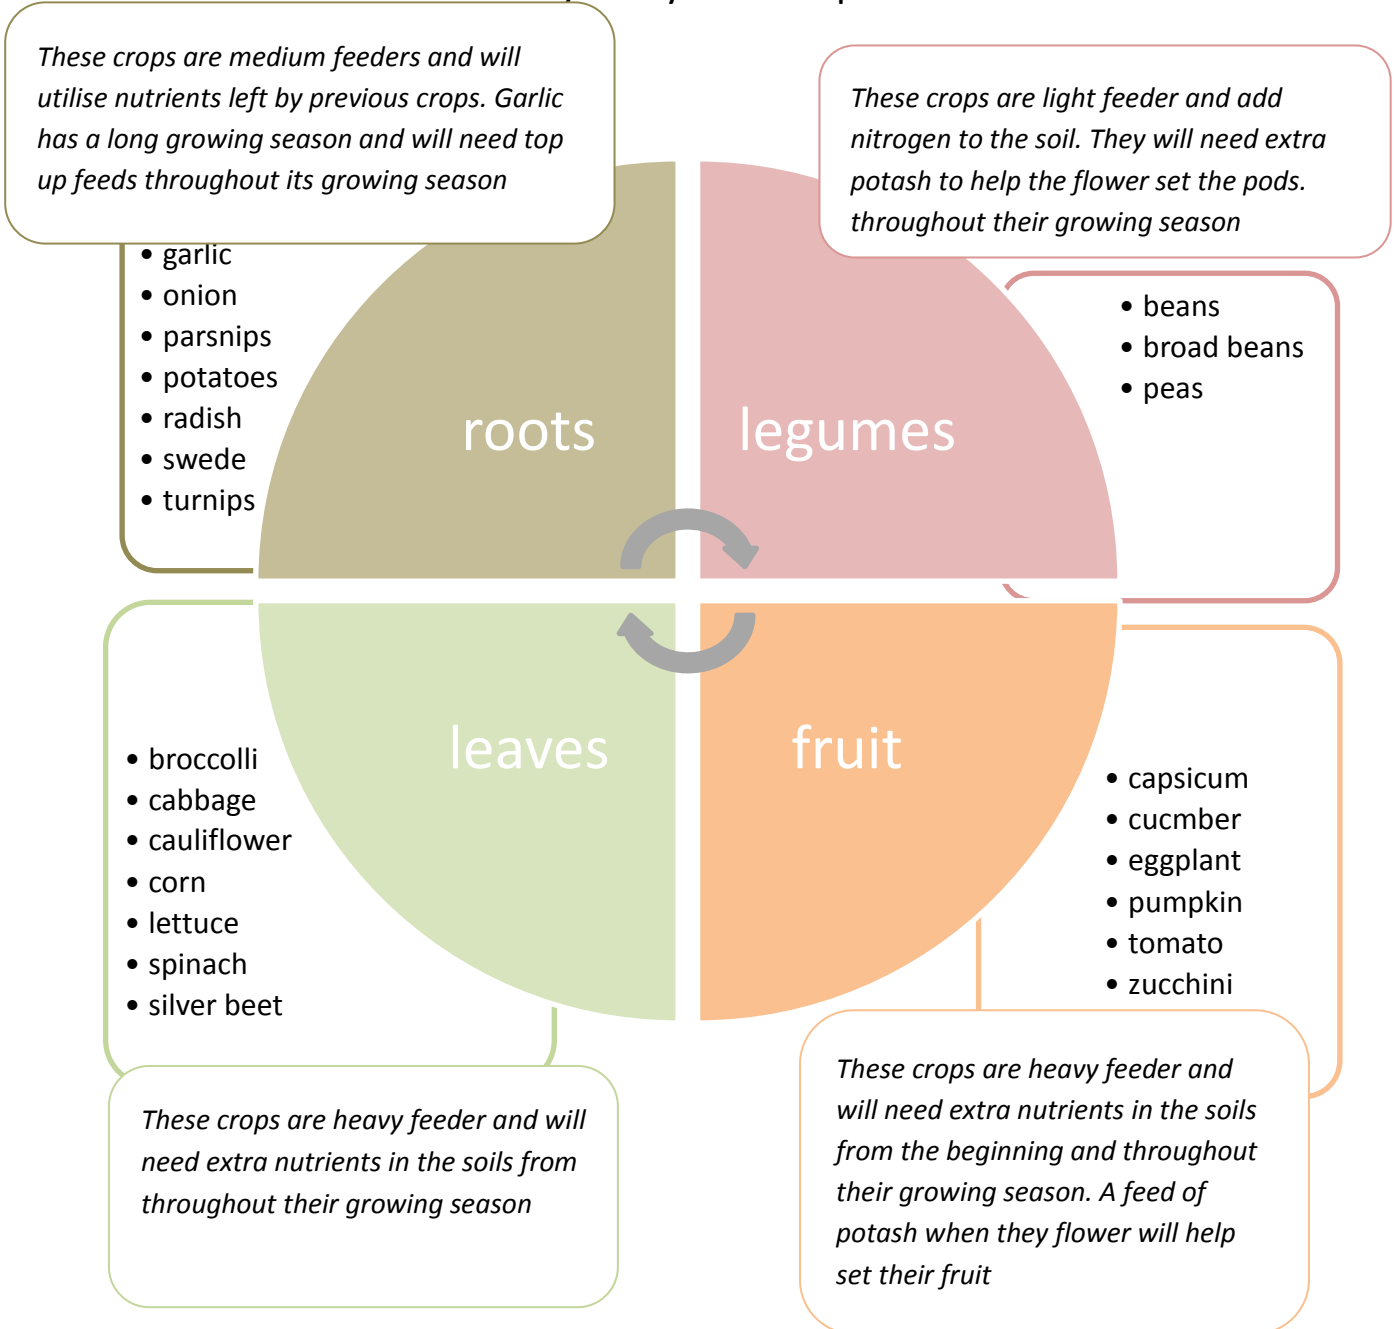 These crops are medium feeders and will
utilise nutrients left by previous crops. Garlic
has a long growing season and will need top
up feeds throughout its growing season
• garlic
• onion
• parsnips
• potatoes
• radish
• swede
• turnips
roots
These crops are light feeder and add
nitrogen to the soil. They will need extra
potash to help the flower set the pods.
throughout their growing season
• beans
• broad beans
• peas
legumes
leaves
• broccolli
• cabbage
• cauliflower
• corn
• lettuce
• spinach
• silver beet
These crops are heavy feeder and will
need extra nutrients in the soils from
throughout their growing season
fruit
• capsicum
• cucmber
• eggplant
• pumpkin
• tomato
• zucchini
These crops are heavy feeder and
will need extra nutrients in the soils
from the beginning and throughout
their growing season. A feed of
potash when they flower will help
set their fruit